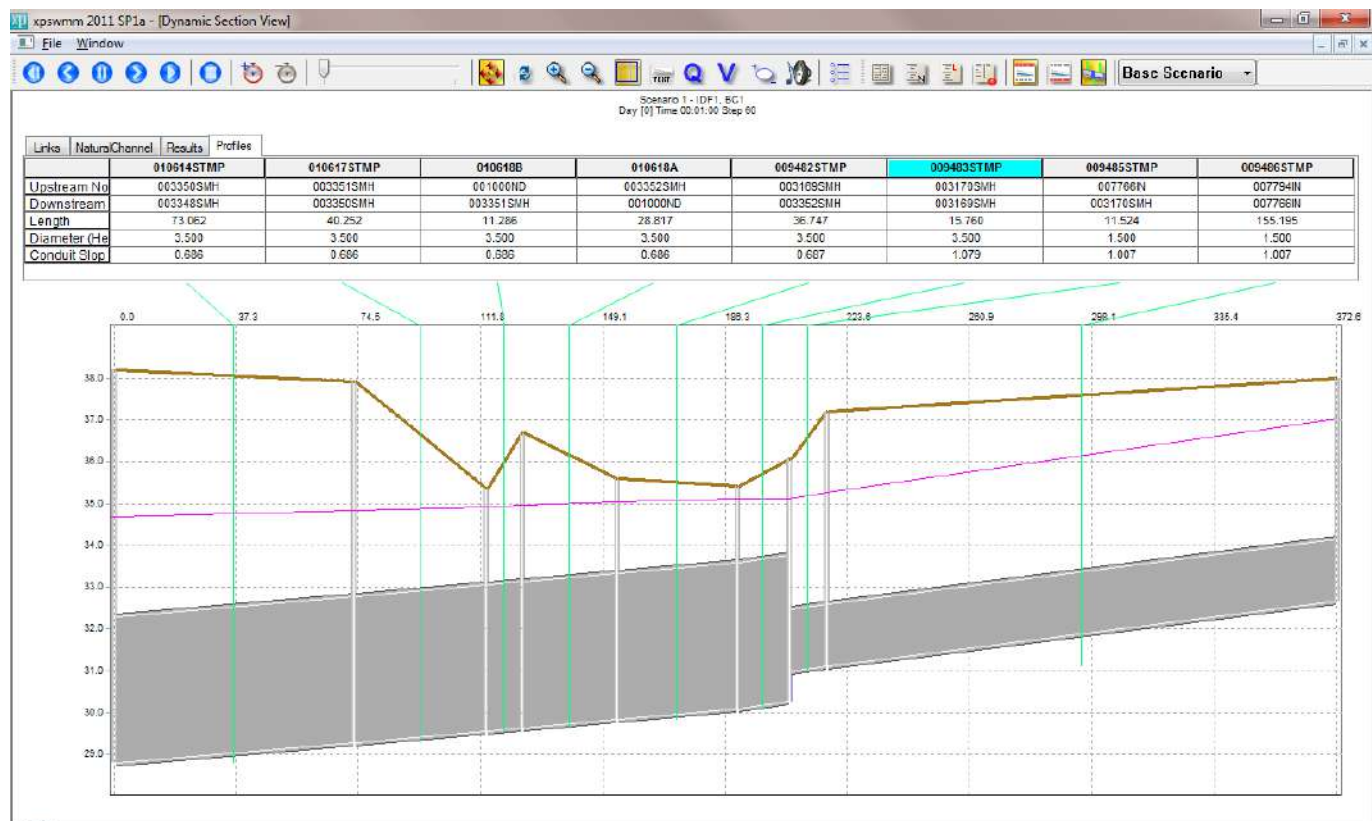 xp xpswmm 2011 SP1a - [Dynamic Section View]
File Window
TEXT Q V Base Scenario
Scenario 1 - IDF1, BG1
Day [0] Time 00:01:00 Step 60
Links NaturalChannel Results Profiles
010614STMP 010617STMP 010618B 010618A 009482STMP 009483STMP 009485STMP 009486STMP
Upstream No 003350SMH 003351SMH 001000ND 003352SMH 003169SMH 003170SMH 007766IN 007794IN
Downstream 003348SMH 003350SMH 003351SMH 001000ND 003352SMH 003169SMH 003170SMH 007766IN
Length 73.062 40.252 11.286 28.817 36.747 15.760 11.524 155.195
Diameter (He 3.500 3.500 3.500 3.500 3.500 3.500 1.500 1.500
Conduit Slop 0.686 0.686 0.686 0.686 0.687 1.079 1.007 1.007
0.0 37.3 74.5 111.8 149.1 186.3 223.6 260.9 298.1 335.4 372.6
38.0
37.0
36.0
35.0
34.0
33.0
32.0
31.0
30.0
29.0